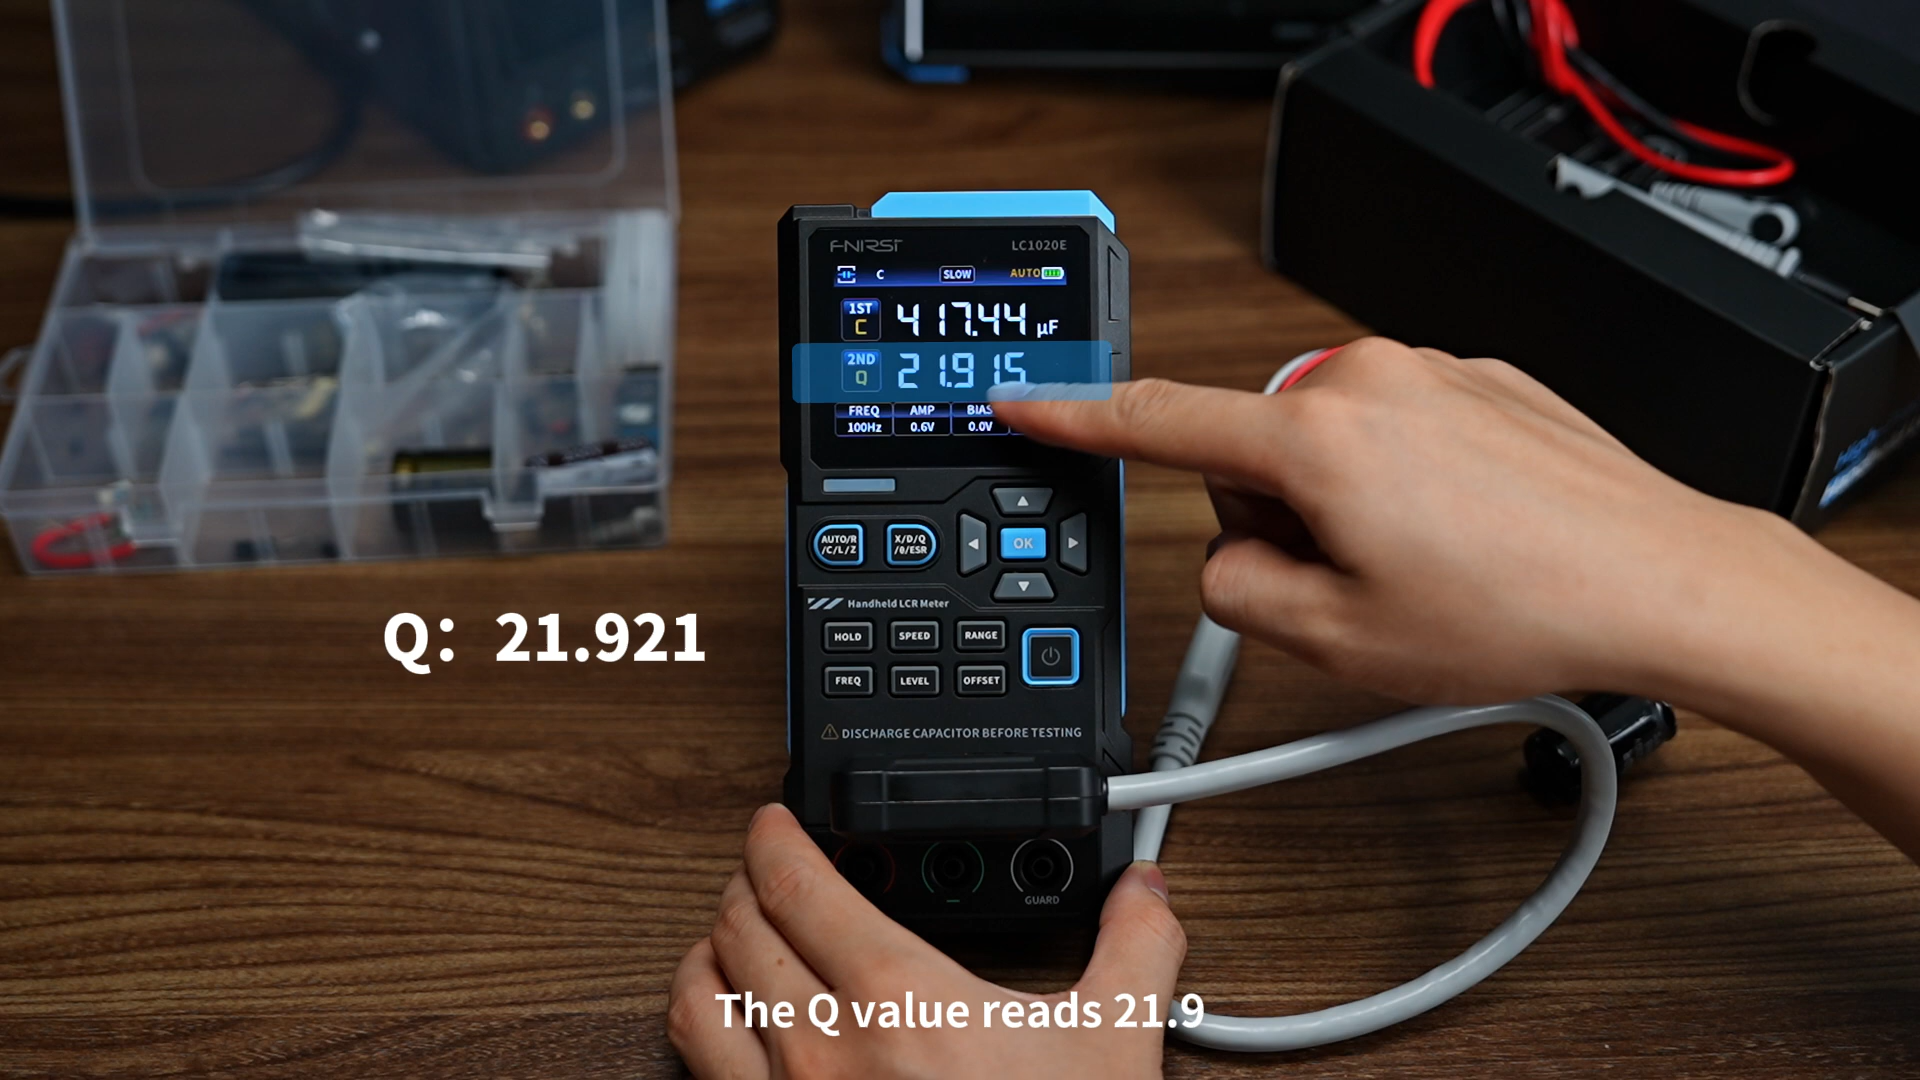 FNIRSI LC1020E
C SLOW AUTO
1ST C 417.44 µF
2ND Q 21.915
FREQ AMP BIAS
100Hz 0.6V 0.0V
AUTO/R/C/L/Z X/D/Q/θ/ESR OK
Handheld LCR Meter
HOLD SPEED RANGE
FREQ LEVEL OFFSET
Q: 21.921
DISCHARGE CAPACITOR BEFORE TESTING
GUARD
The Q value reads 21.9